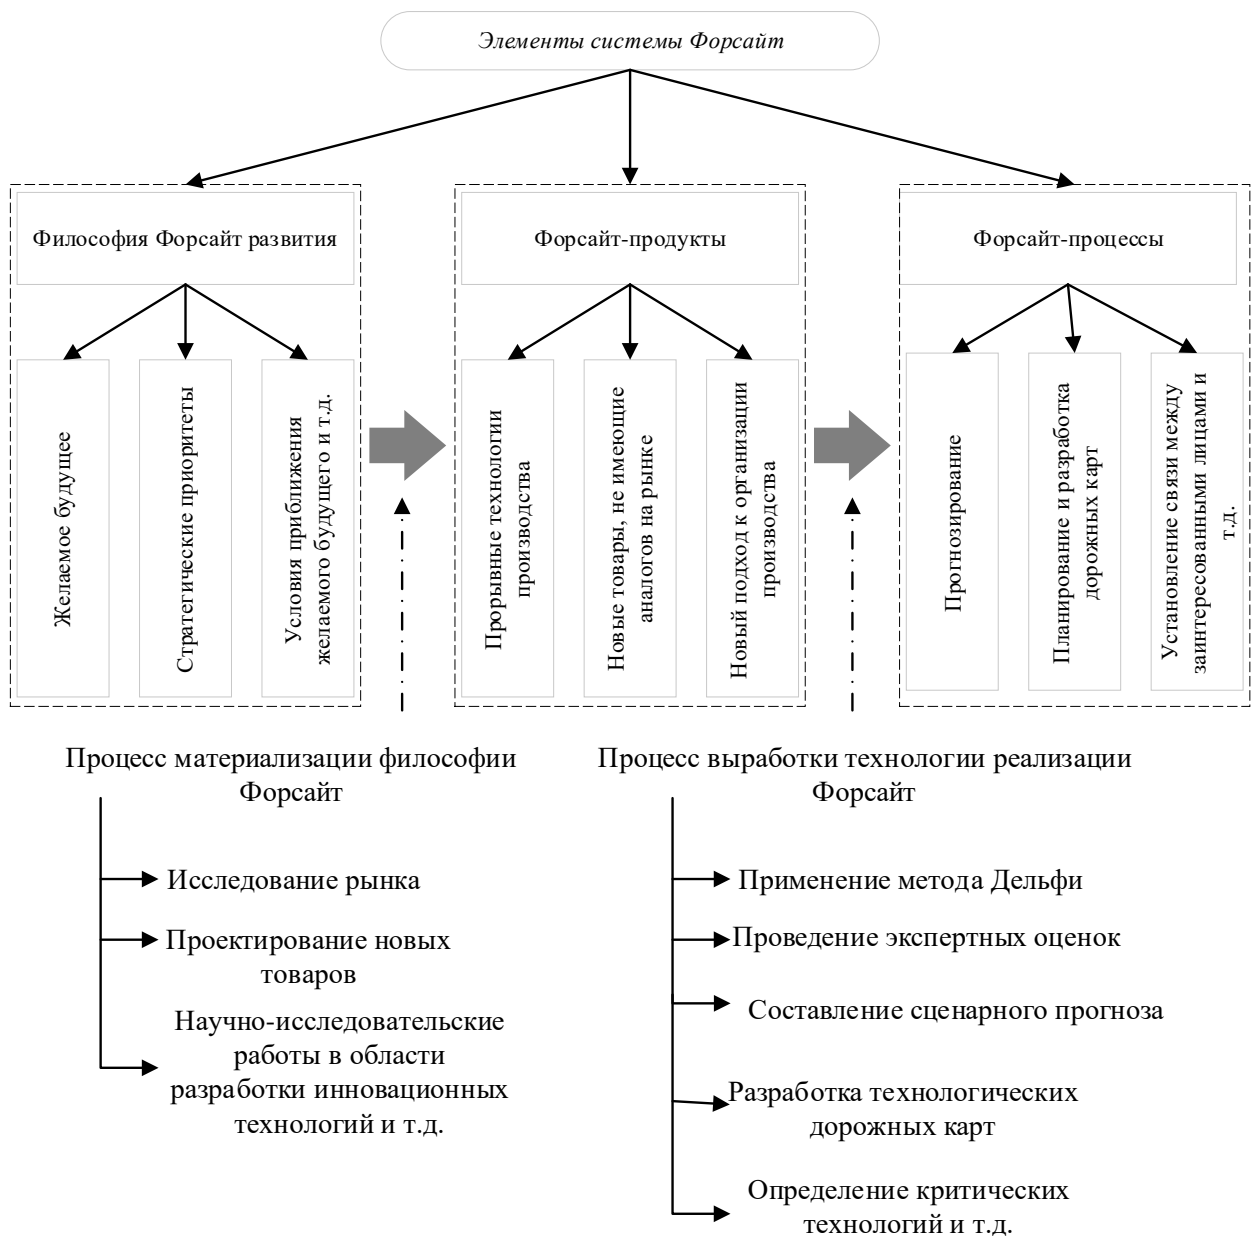 Элементы системы Форсайт
Философия Форсайт развития
Форсайт-продукты
Форсайт-процессы
Желаемое будущее
Стратегические приоритеты
Условия приближения
желаемого будущего и т.д.
Прорывные технологии
производства
Новые товары, не имеющие
аналогов на рынке
Новый подход к организации
производства
Прогнозирование
Планирование и разработка
дорожных карт
Установление связи между
заинтересованными лицами и
т.д.
Процесс материализации философии
Форсайт
Исследование рынка
Проектирование новых
товаров
Научно-исследовательские
работы в области
разработки инновационных
технологий и т.д.
Процесс выработки технологии реализации
Форсайт
Применение метода Дельфи
Проведение экспертных оценок
Составление сценарного прогноза
Разработка технологических
дорожных карт
Определение критических
технологий и т.д.